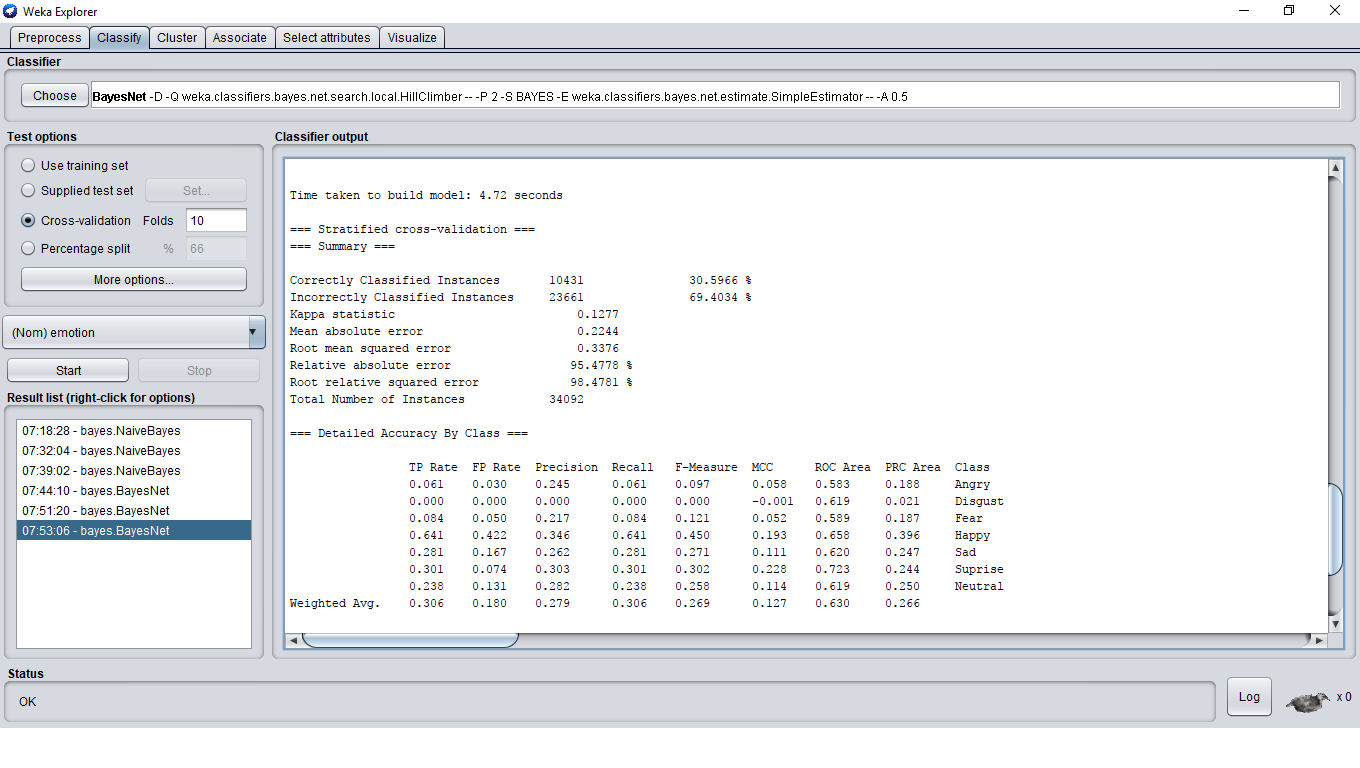 Weka Explorer
Preprocess Classify Cluster Associate Select attributes Visualize
Classifier
Choose BayesNet -D -Q weka.classifiers.bayes.net.search.local.HillClimber -- -P 2 -S BAYES -E weka.classifiers.bayes.net.estimate.SimpleEstimator -- -A 0.5
Test options
Use training set
Supplied test set Set...
Cross-validation Folds 10
Percentage split % 66
More options...
(Nom) emotion
Start Stop
Result list (right-click for options)
07:18:28 - bayes.NaiveBayes
07:32:04 - bayes.NaiveBayes
07:39:02 - bayes.NaiveBayes
07:44:10 - bayes.BayesNet
07:51:20 - bayes.BayesNet
07:53:06 - bayes.BayesNet
Classifier output
Time taken to build model: 4.72 seconds
=== Stratified cross-validation ===
=== Summary ===
Correctly Classified Instances 10431 30.5966 %
Incorrectly Classified Instances 23661 69.4034 %
Kappa statistic 0.1277
Mean absolute error 0.2244
Root mean squared error 0.3376
Relative absolute error 95.4778 %
Root relative squared error 98.4781 %
Total Number of Instances 34092
=== Detailed Accuracy By Class ===
TP Rate FP Rate Precision Recall F-Measure MCC ROC Area PRC Area Class
0.061 0.030 0.245 0.061 0.097 0.058 0.583 0.188 Angry
0.000 0.000 0.000 0.000 0.000 -0.001 0.619 0.021 Disgust
0.084 0.050 0.217 0.084 0.121 0.052 0.589 0.187 Fear
0.641 0.422 0.346 0.641 0.450 0.193 0.658 0.396 Happy
0.281 0.167 0.262 0.281 0.271 0.111 0.620 0.247 Sad
0.301 0.074 0.303 0.301 0.302 0.228 0.723 0.244 Suprise
0.238 0.131 0.282 0.238 0.258 0.114 0.619 0.250 Neutral
Weighted Avg. 0.306 0.180 0.279 0.306 0.269 0.127 0.630 0.266
Status
OK
Log x 0